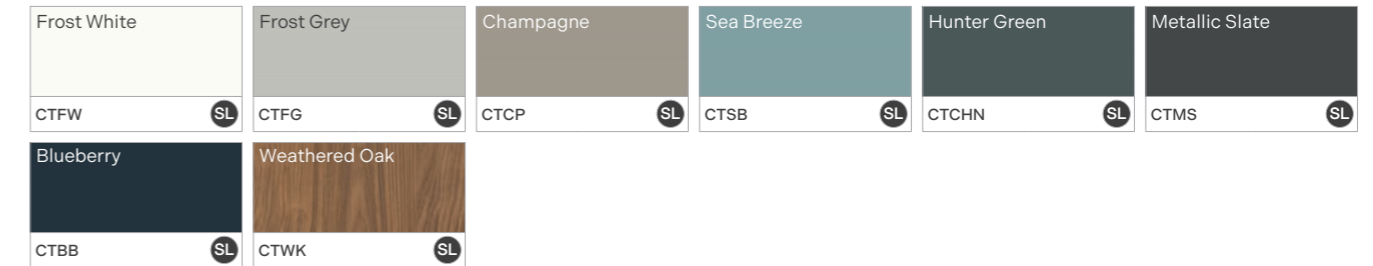 Frost White
Frost Grey
Champagne
Sea Breeze
Hunter Green
Metallic Slate
CTFW SL
CTFG SL
CTCP SL
CTSB SL
CTCHN SL
CTMS SL
Blueberry
Weathered Oak
CTBB SL
CTWK SL